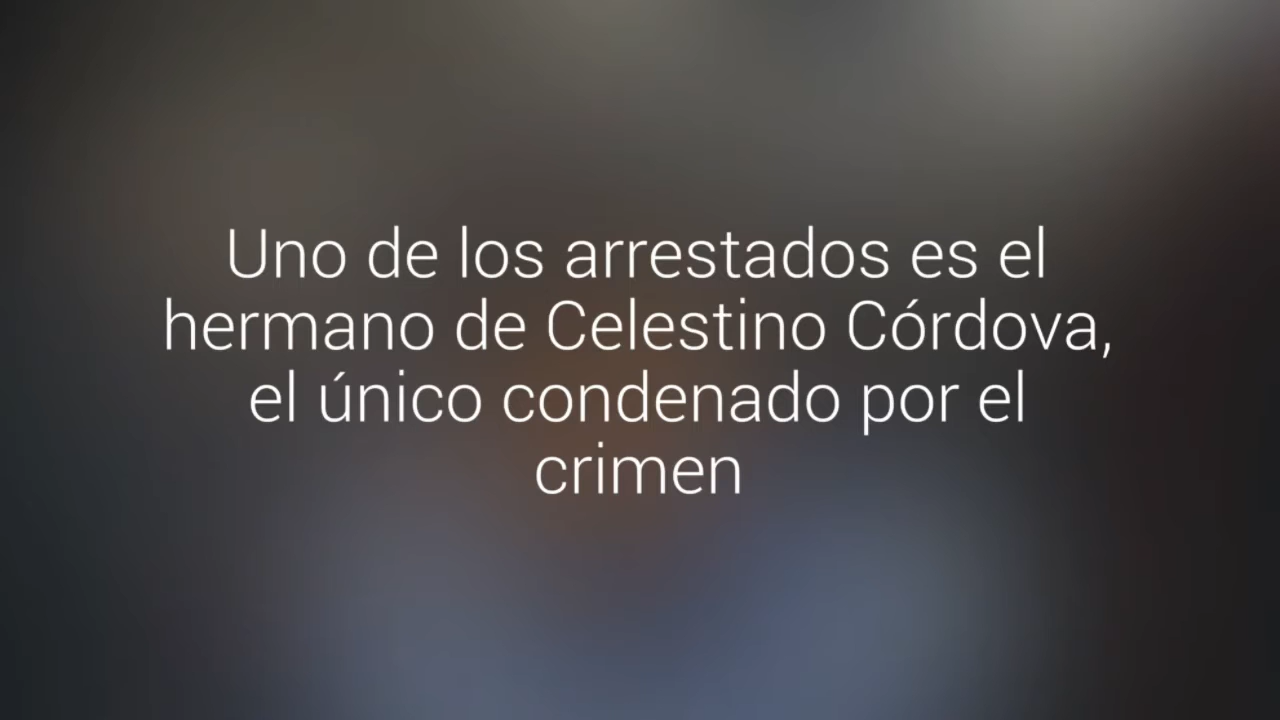 Uno de los arrestados es el
hermano de Celestino Córdova,
el único condenado por el
crimen